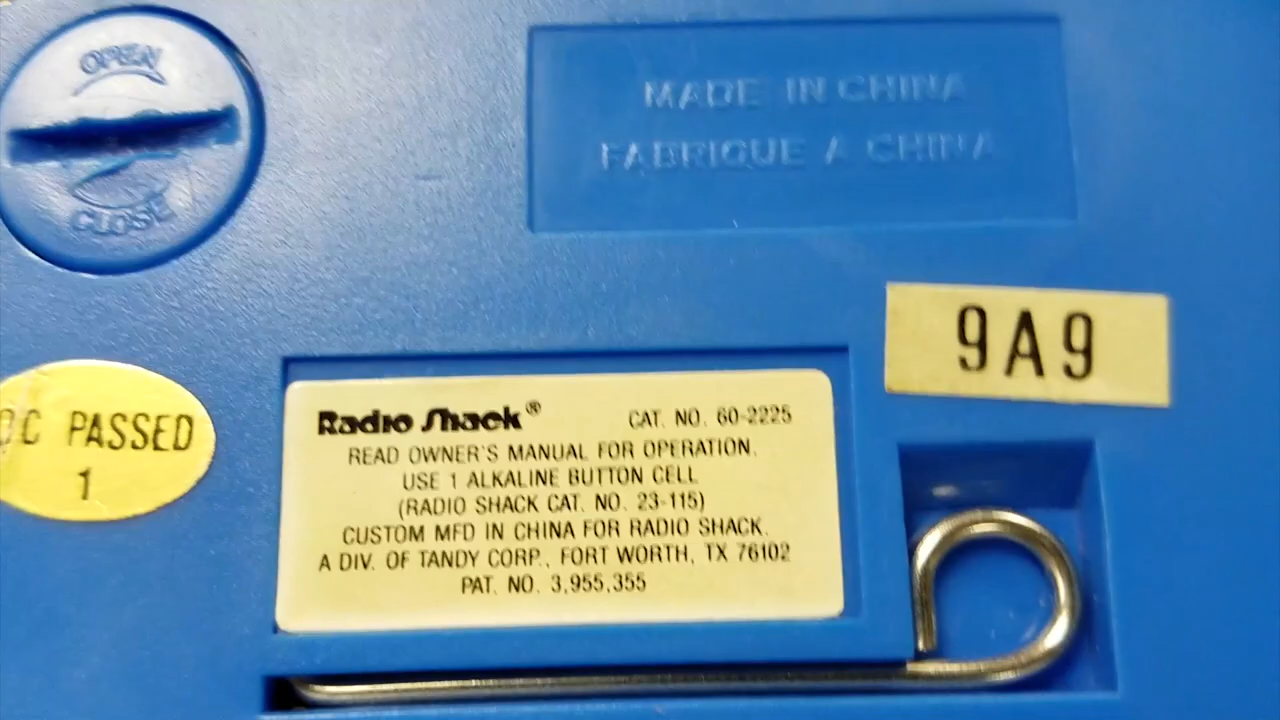 OPEN
CLOSE
MADE IN CHINA
FABRIQUE A CHINA
9A9
QC PASSED
1
Radio Shack® CAT. NO. 60-2225
READ OWNER'S MANUAL FOR OPERATION.
USE 1 ALKALINE BUTTON CELL
(RADIO SHACK CAT. NO. 23-115)
CUSTOM MFD IN CHINA FOR RADIO SHACK.
A DIV. OF TANDY CORP., FORT WORTH, TX 76102
PAT. NO. 3,955,355